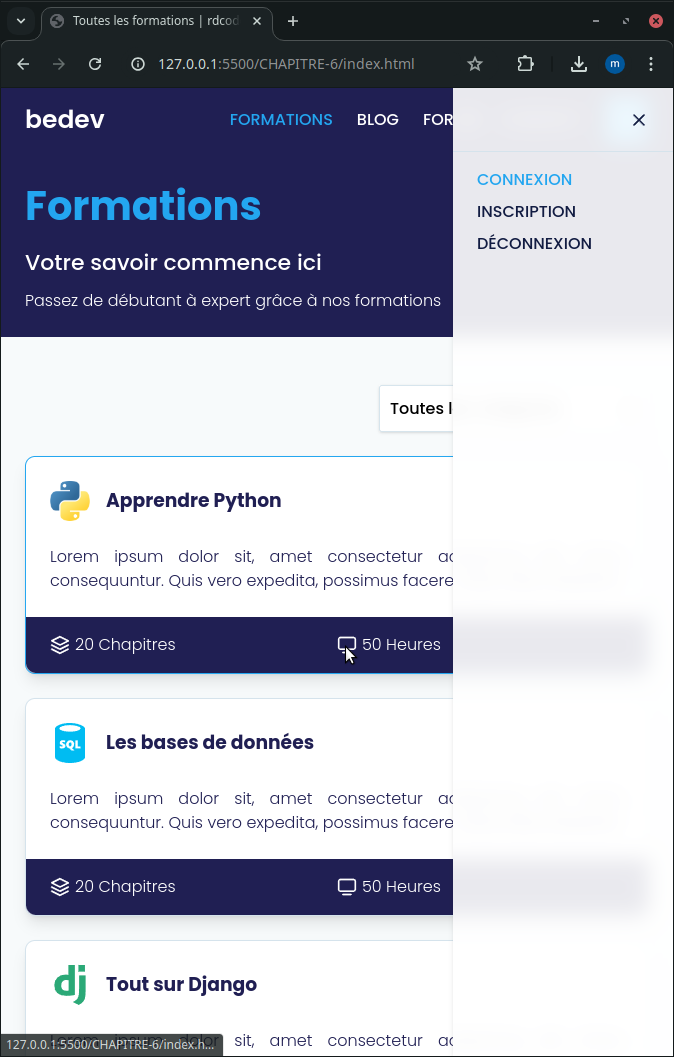 Toutes les formations | rdcod
127.0.0.1:5500/CHAPITRE-6/index.html
m
bedev
FORMATIONS BLOG FOR
CONNEXION
INSCRIPTION
DÉCONNEXION
Formations
Votre savoir commence ici
Passez de débutant à expert grâce à nos formations
Toutes l
Apprendre Python
Lorem ipsum dolor sit, amet consectetur
consequuntur. Quis vero expedita, possimus facere
20 Chapitres 50 Heures
SQL
Les bases de données
Lorem ipsum dolor sit, amet consectetur
consequuntur. Quis vero expedita, possimus facere
20 Chapitres 50 Heures
dj
Tout sur Django
Lorem ipsum dolor sit, amet consectetur
127.0.0.1:5500/CHAPITRE-6/index.h...